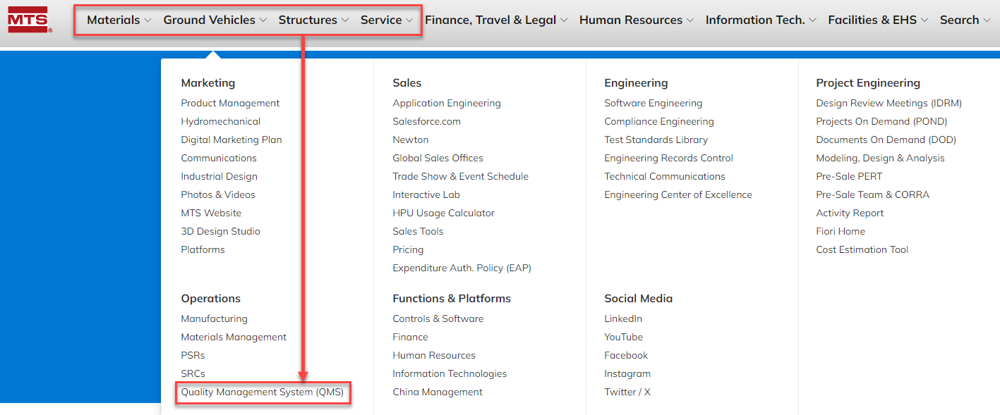 MTS®
Materials Ground Vehicles Structures Service Finance, Travel & Legal Human Resources Information Tech. Facilities & EHS Search
Marketing
Product Management
Hydromechanical
Digital Marketing Plan
Communications
Industrial Design
Photos & Videos
MTS Website
3D Design Studio
Platforms
Sales
Application Engineering
Salesforce.com
Newton
Global Sales Offices
Trade Show & Event Schedule
Interactive Lab
HPU Usage Calculator
Sales Tools
Pricing
Expenditure Auth. Policy (EAP)
Engineering
Software Engineering
Compliance Engineering
Test Standards Library
Engineering Records Control
Technical Communications
Engineering Center of Excellence
Project Engineering
Design Review Meetings (IDRM)
Projects On Demand (POND)
Documents On Demand (DOD)
Modeling, Design & Analysis
Pre-Sale PERT
Pre-Sale Team & CORRA
Activity Report
Fiori Home
Cost Estimation Tool
Operations
Manufacturing
Materials Management
PSRs
SRCs
Quality Management System (QMS)
Functions & Platforms
Controls & Software
Finance
Human Resources
Information Technologies
China Management
Social Media
LinkedIn
YouTube
Facebook
Instagram
Twitter / X